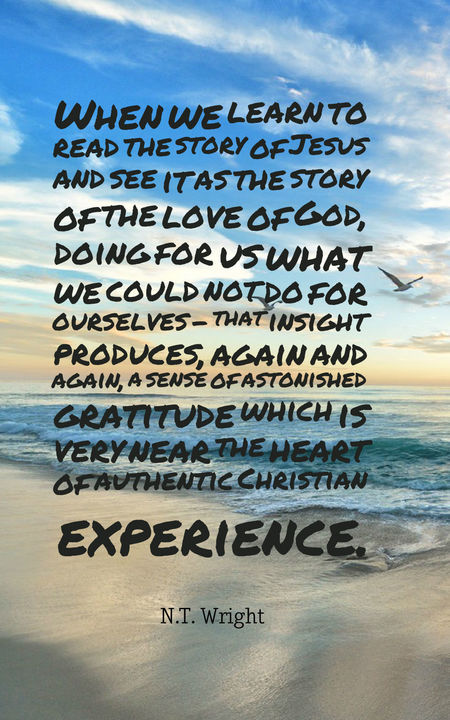 When we learn to
read the story of Jesus
and see it as the story
of the love of God,
doing for us what
we could not do for
ourselves – that insight
produces, again and
again, a sense of astonished
gratitude which is
very near the heart
of authentic Christian
experience.
N.T. Wright